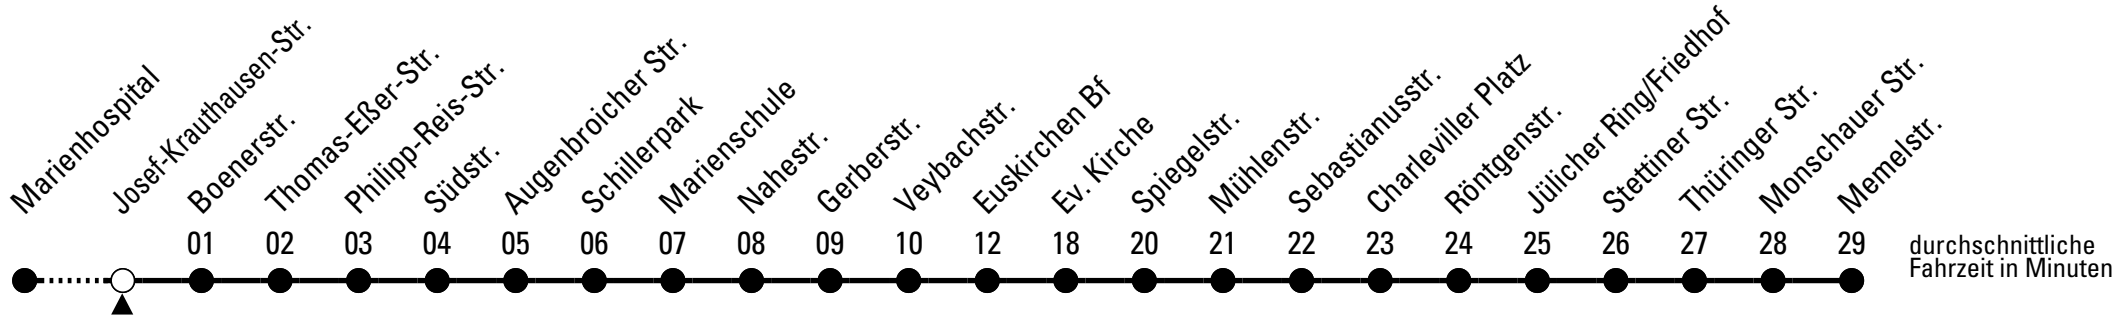 Marienhospital
Josef-Krauthausen-Str.
Boenerstr.
Thomas-Eßer-Str.
Philipp-Reis-Str.
Südstr.
Augenbroicher Str.
Schillerpark
Marienschule
Nahestr.
Gerberstr.
Veybachstr.
Euskirchen Bf
Ev. Kirche
Spiegelstr.
Mühlenstr.
Sebastianusstr.
Charleviller Platz
Röntgenstr.
Jülicher Ring/Friedhof
Stettiner Str.
Thüringer Str.
Monschauer Str.
Memelstr.
01 02 03 04 05 06 07 08 09 10 12 18 20 21 22 23 24 25 26 27 28 29
durchschnittliche
Fahrzeit in Minuten